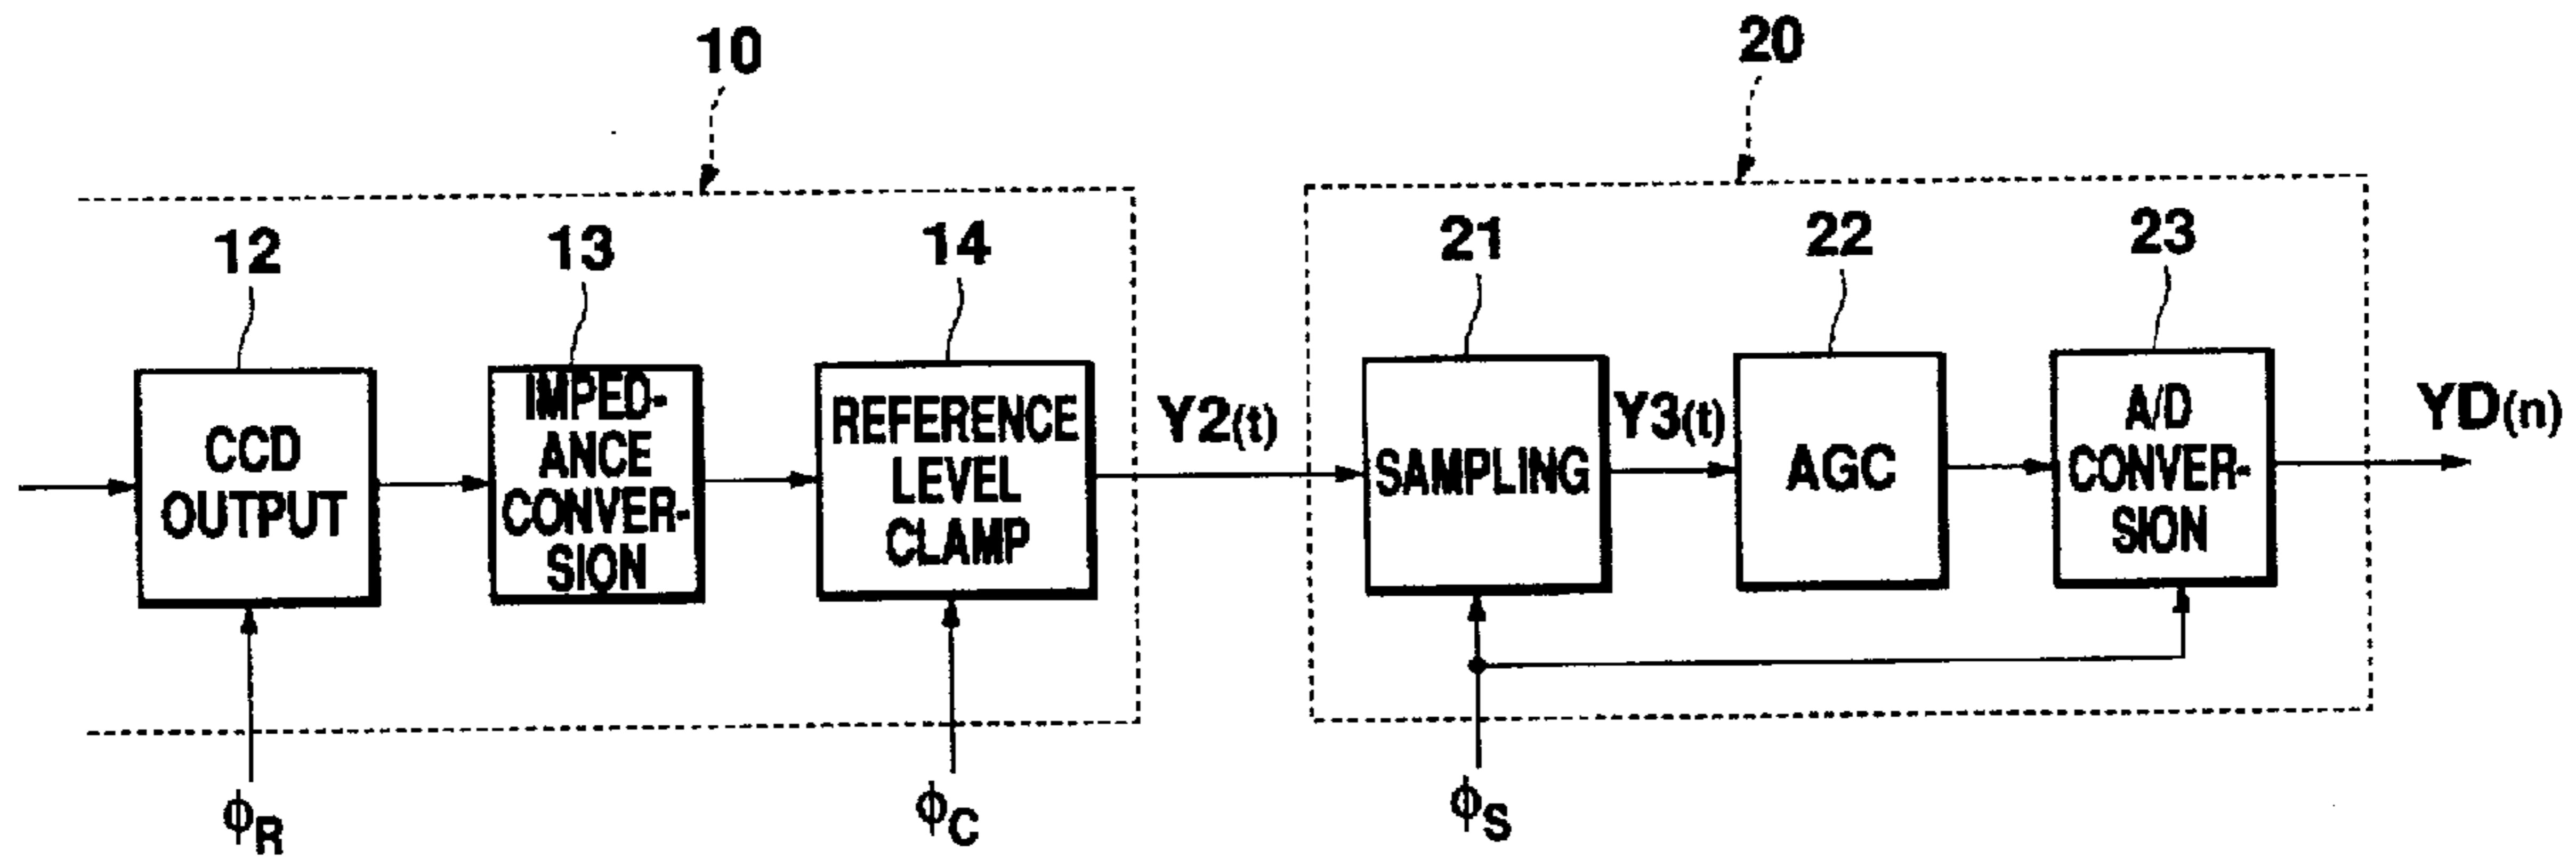 10
20
12
13
14
21
22
23
CCD
OUTPUT
IMPED-
ANCE
CONVER-
SION
REFERENCE
LEVEL
CLAMP
Y2(t)
SAMPLING
Y3(t)
AGC
A/D
CONVER-
SION
YD(n)
ϕR
ϕC
ϕS